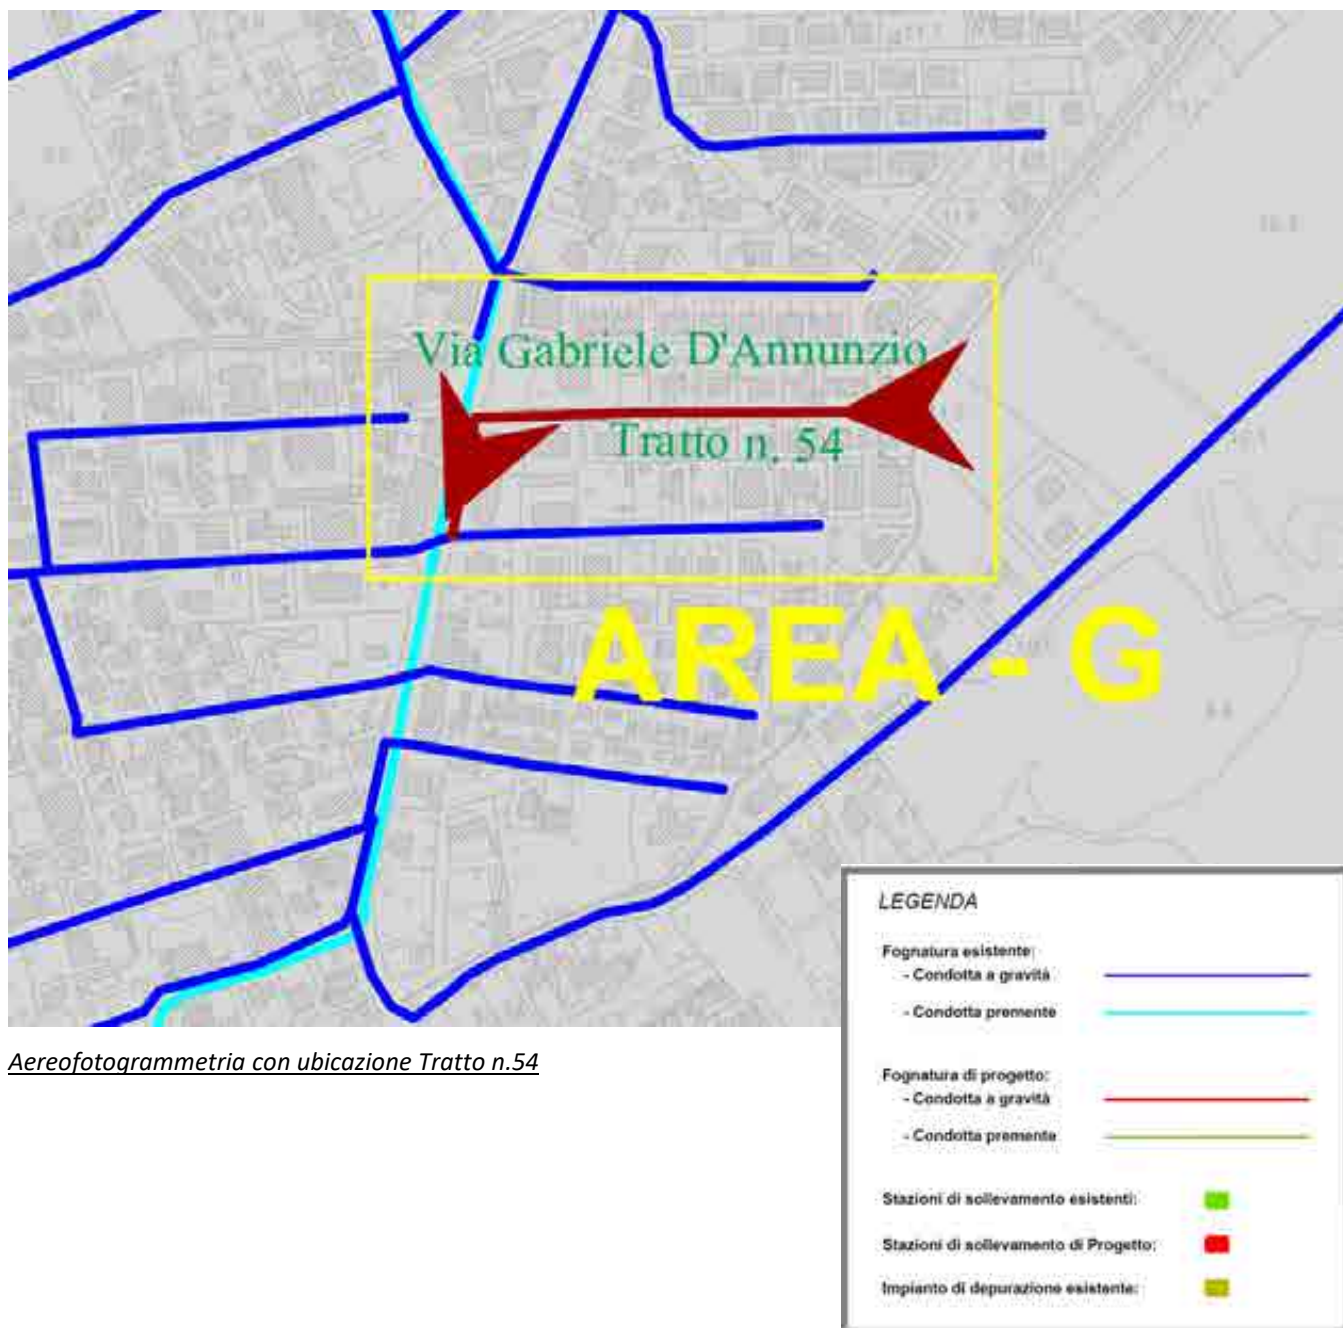 Via Gabriele D'Annunzio
Tratto n. 54
AREA - G
Aereofotogrammetria con ubicazione Tratto n.54
LEGENDA
Fognatura esistente:
- Condotta a gravità
- Condotta premente
Fognatura di progetto:
- Condotta a gravità
- Condotta premente
Stazioni di sollevamento esistenti:
Stazioni di sollevamento di Progetto:
Impianto di depurazione esistente: